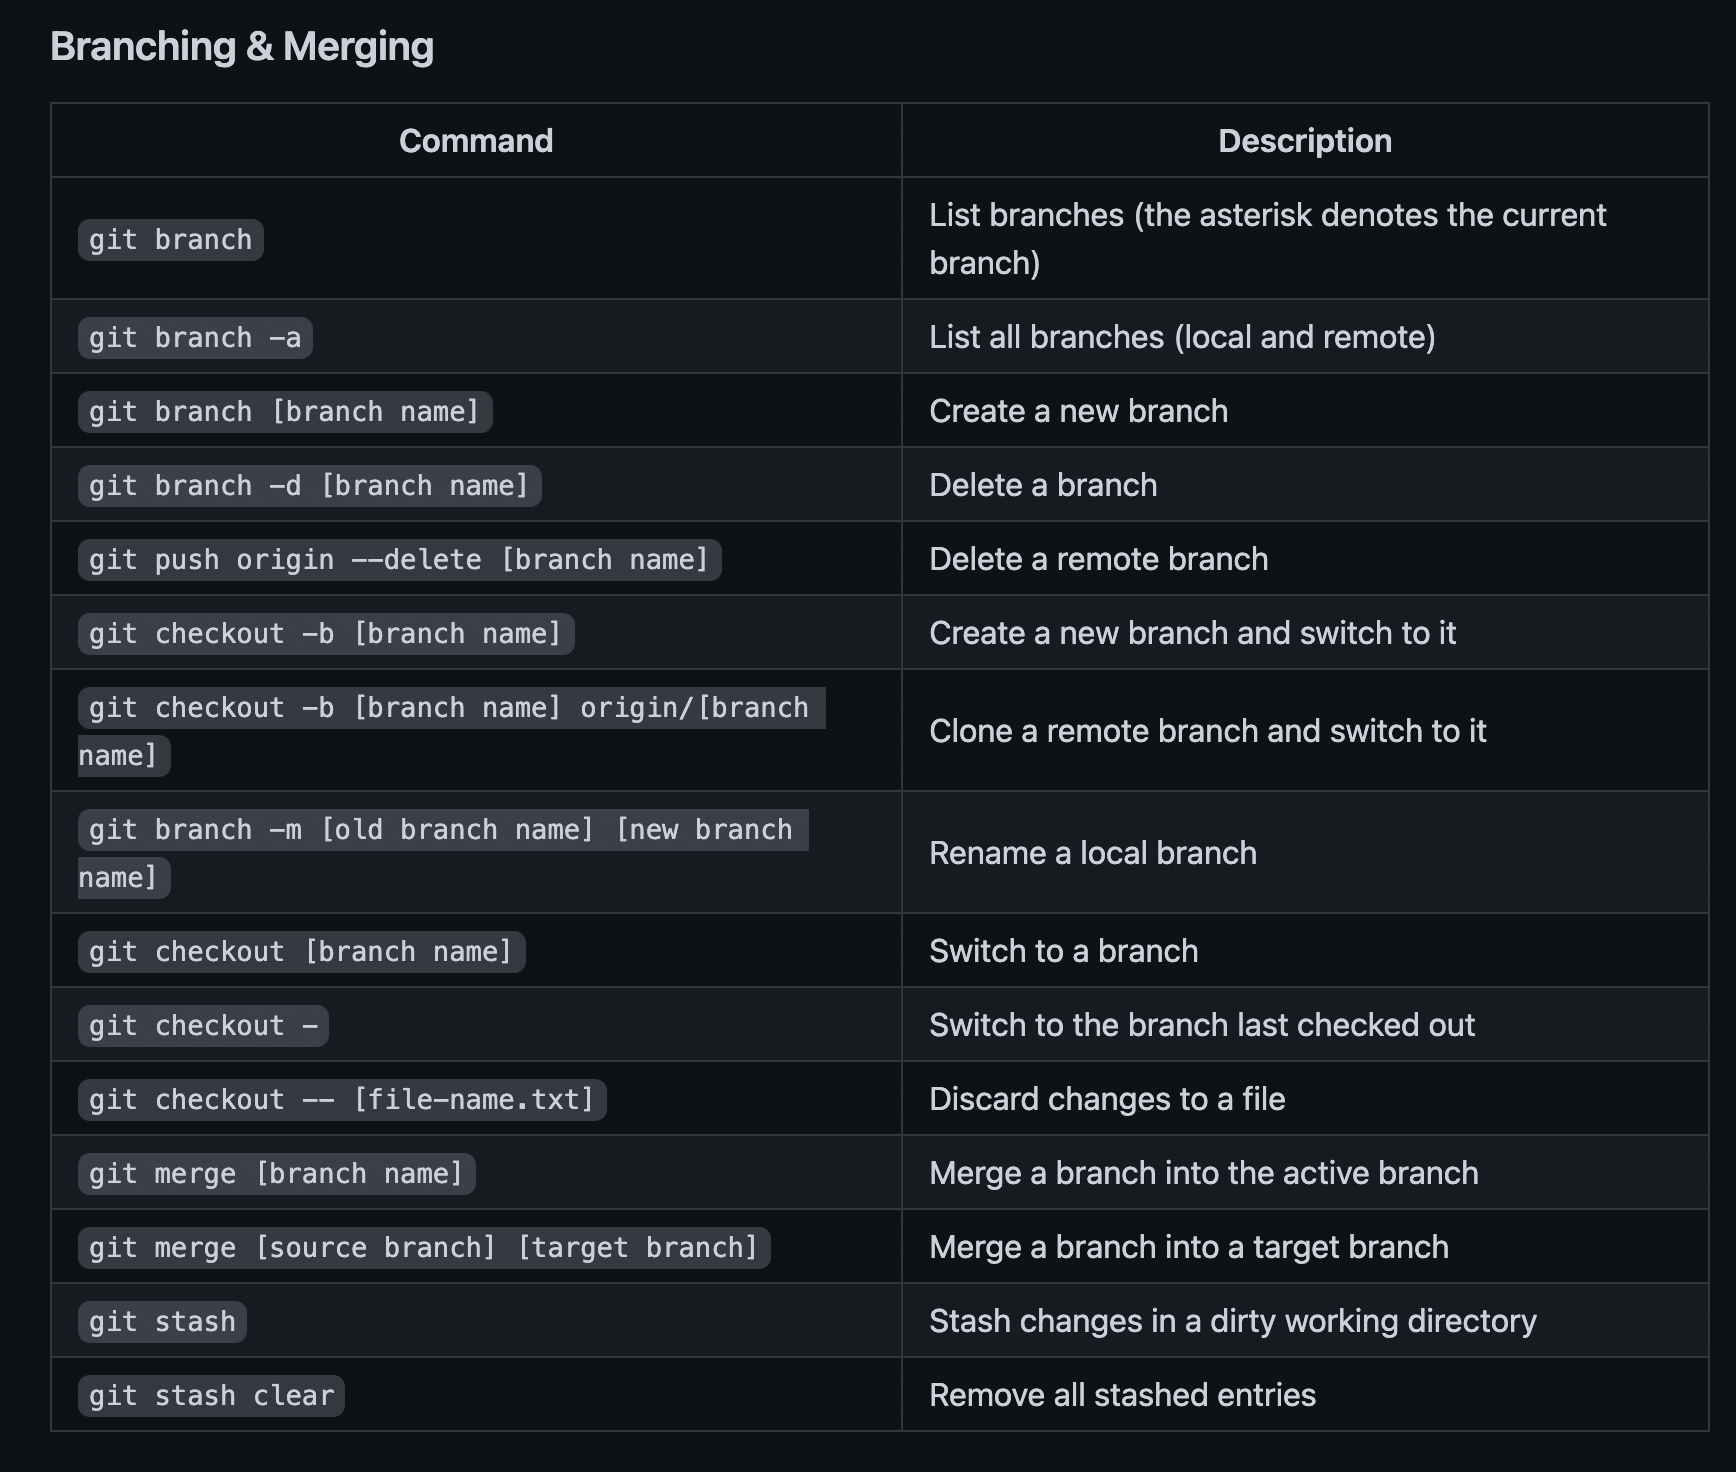 Branching & Merging
Command
Description
git branch
List branches (the asterisk denotes the current
branch)
git branch -a
List all branches (local and remote)
git branch [branch name]
Create a new branch
git branch -d [branch name]
Delete a branch
git push origin --delete [branch name]
Delete a remote branch
git checkout -b [branch name]
Create a new branch and switch to it
git checkout -b [branch name] origin/[branch
name]
Clone a remote branch and switch to it
git branch -m [old branch name] [new branch
name]
Rename a local branch
git checkout [branch name]
Switch to a branch
git checkout -
Switch to the branch last checked out
git checkout -- [file-name.txt]
Discard changes to a file
git merge [branch name]
Merge a branch into the active branch
git merge [source branch] [target branch]
Merge a branch into a target branch
git stash
Stash changes in a dirty working directory
git stash clear
Remove all stashed entries